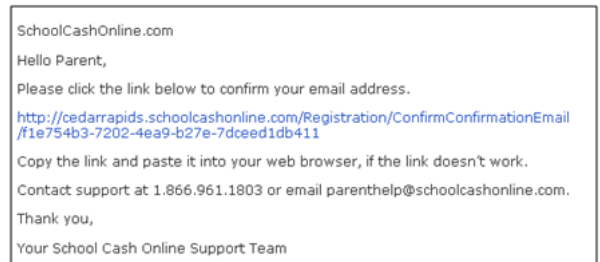 SchoolCashOnline.com
Hello Parent,
Please click the link below to confirm your email address.
http://cedarrapids.schoolcashonline.com/Registration/ConfirmConfirmationEmail
/f1e754b3-7202-4ea9-b27e-7dceed1db411
Copy the link and paste it into your web browser, if the link doesn't work.
Contact support at 1.866.961.1803 or email parenthelp@schoolcashonline.com.
Thank you,
Your School Cash Online Support Team